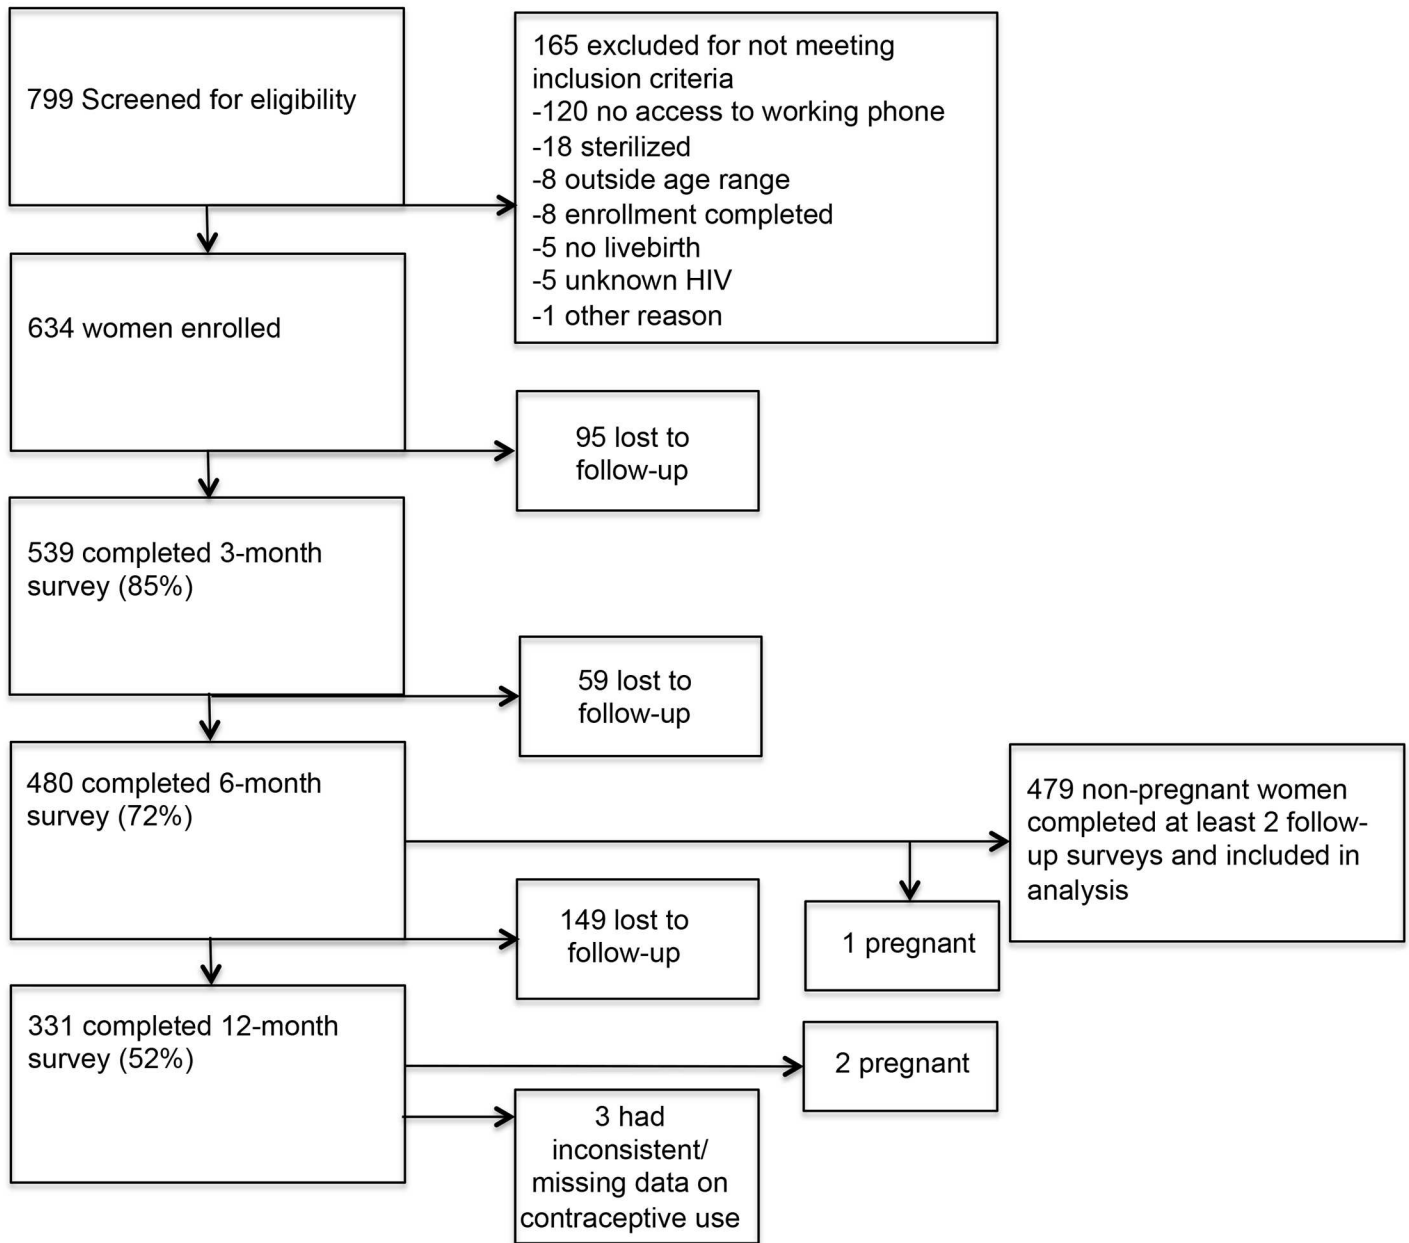 799 Screened for eligibility
165 excluded for not meeting
inclusion criteria
-120 no access to working phone
-18 sterilized
-8 outside age range
-8 enrollment completed
-5 no livebirth
-5 unknown HIV
-1 other reason
634 women enrolled
95 lost to
follow-up
539 completed 3-month
survey (85%)
59 lost to
follow-up
480 completed 6-month
survey (72%)
479 non-pregnant women
completed at least 2 follow-
up surveys and included in
analysis
1 pregnant
149 lost to
follow-up
331 completed 12-month
survey (52%)
2 pregnant
3 had
inconsistent/
missing data on
contraceptive use